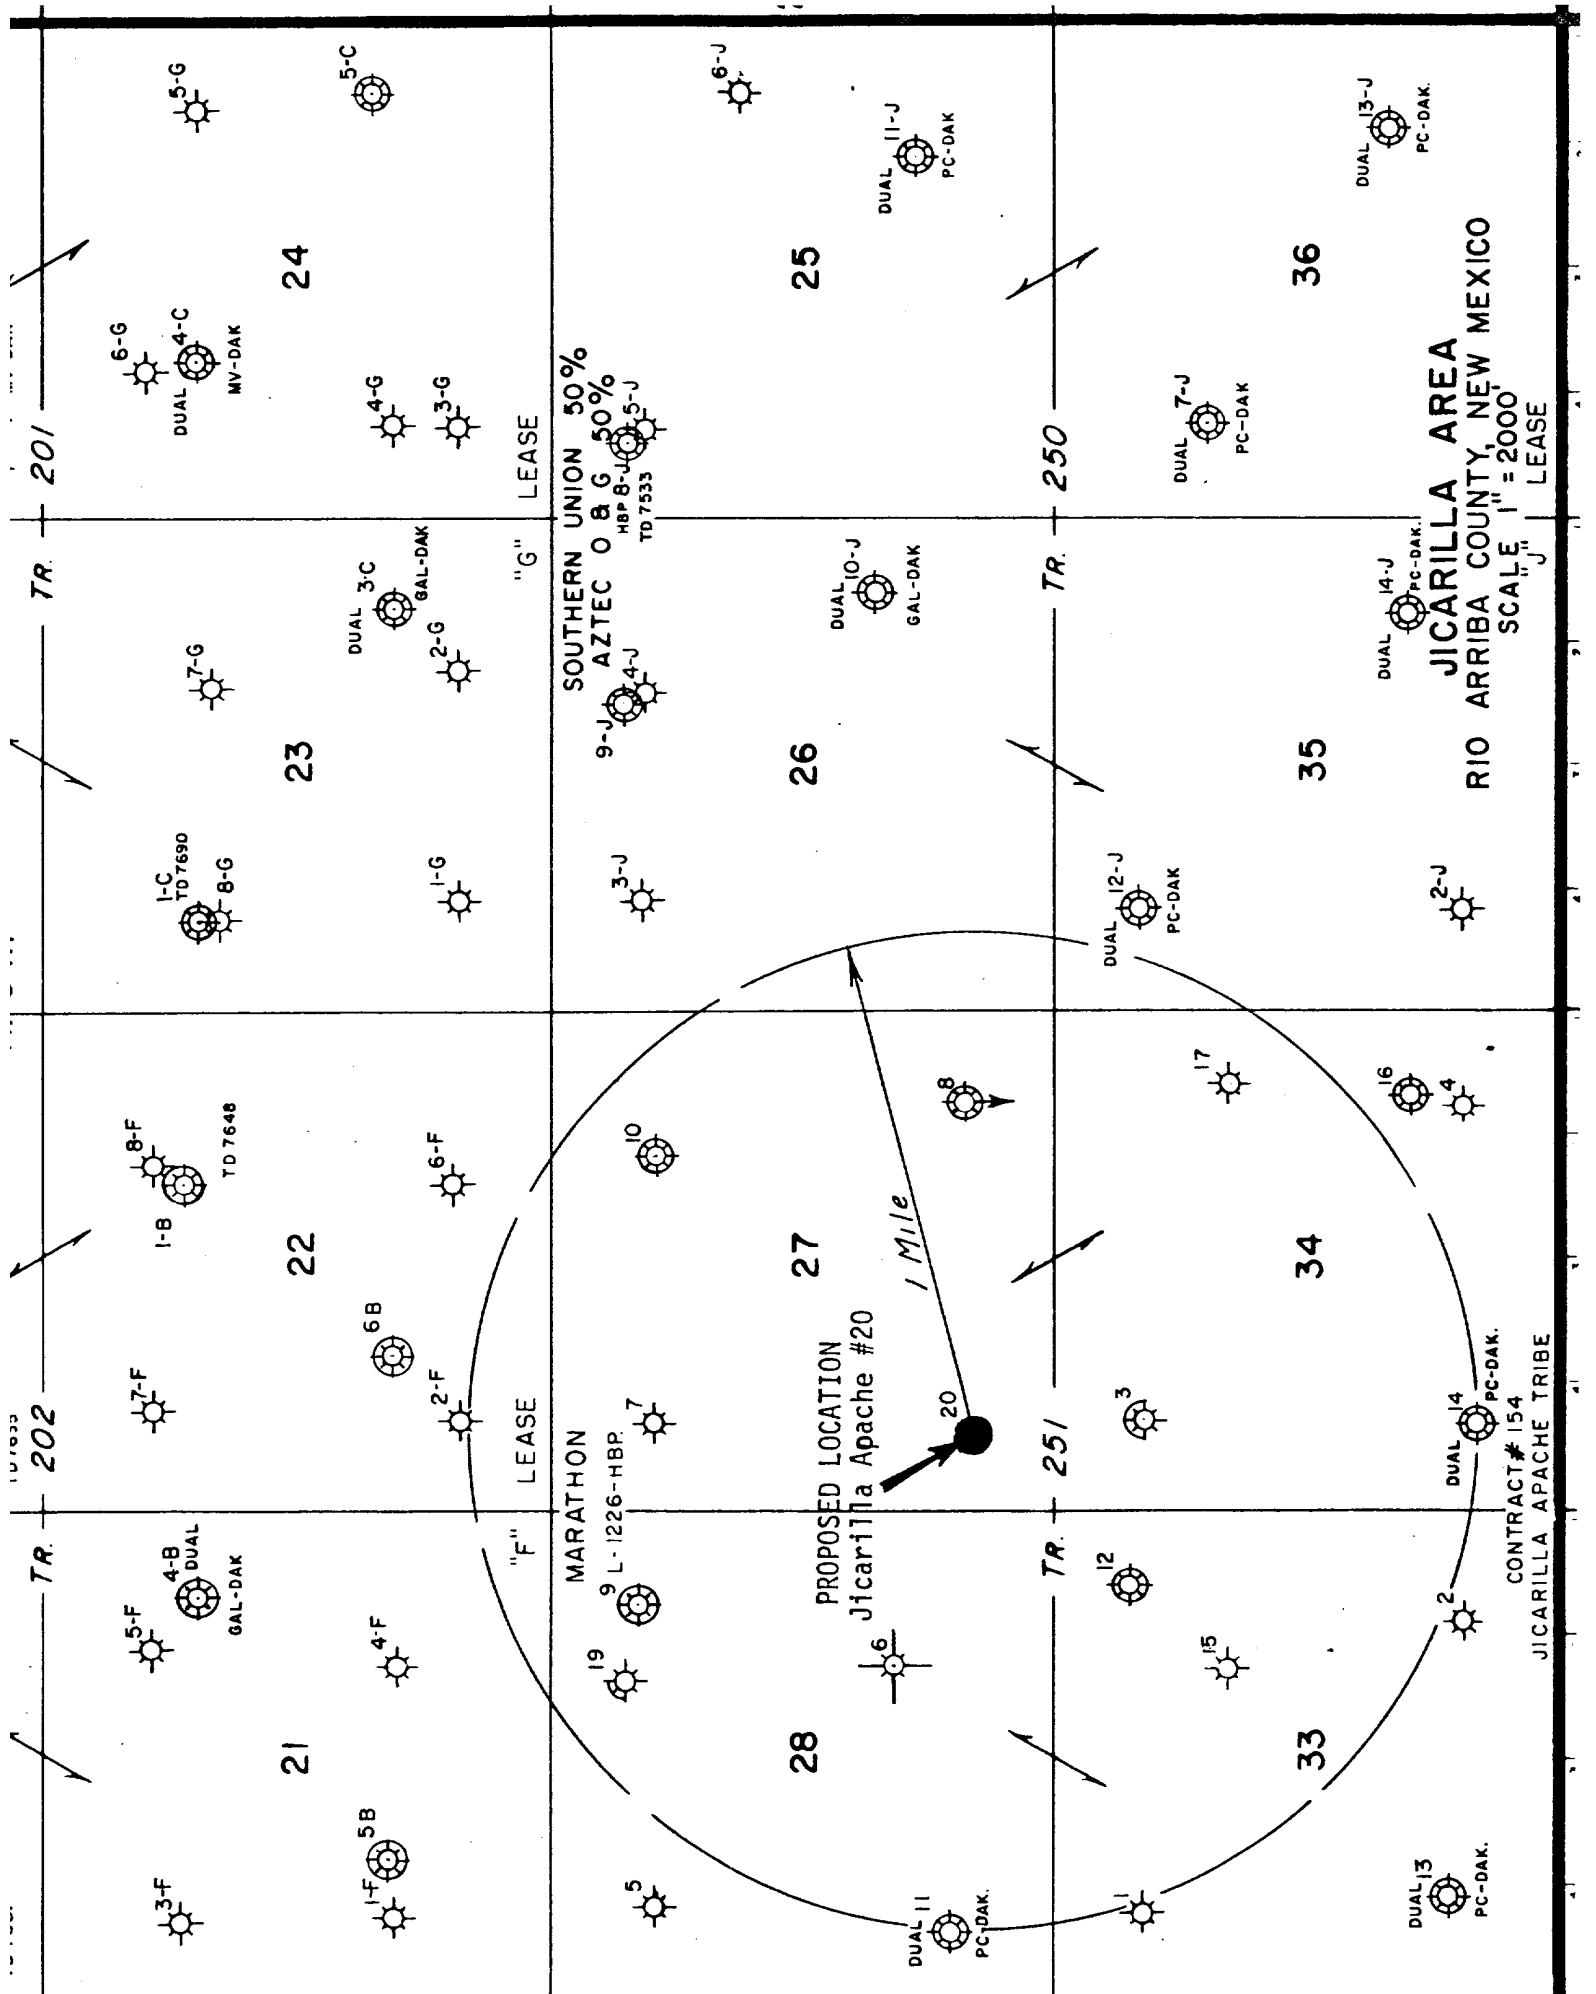 TR. 202
TR. 201
3-F
5-F
4-B DUAL
GAL-DAK
7-F
8-F
1-B
TD 7648
1-C
TD 7690
8-G
7-G
6-G
DUAL 4-C
MV-DAK
5-G
21
22
23
24
1-F
5B
4-F
2-F
6B
6-F
1-G
2-G
DUAL 3-C
GAL-DAK
4-G
3-G
5-C
"F" LEASE
"G" LEASE
MARATHON
9 L-1226-HBP.
SOUTHERN UNION 50%
AZTEC O & G 50%
HBP 8-J
5-J
TD 7533
5
19
7
10
3-J
9-J
4-J
6-J
28
27
26
25
PROPOSED LOCATION
Jicarilla Apache #20
1 Mile
DUAL 11
PC-DAK.
6
20
8
DUAL 10-J
GAL-DAK
DUAL 11-J
PC-DAK
TR. 251
TR. 250
1
12
3
DUAL 12-J
PC-DAK
DUAL 7-J
PC-DAK
15
17
33
34
35
36
DUAL 13
PC-DAK.
2
DUAL 14
PC-DAK.
16
4
2-J
DUAL 14-J
PC-DAK.
DUAL 13-J
PC-DAK.
CONTRACT # 154
JICARILLA APACHE TRIBE
JICARILLA AREA
RIO ARRIBA COUNTY, NEW MEXICO
SCALE 1" = 2000'
"J" LEASE